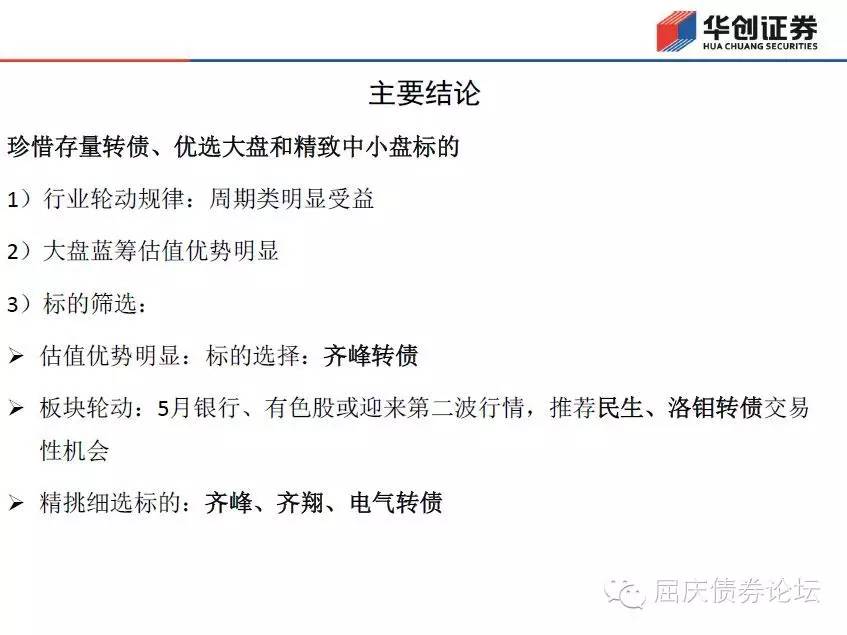 华创证券
HUA CHUANG SECURITIES
主要结论
珍惜存量转债、优选大盘和精致中小盘标的
1）行业轮动规律：周期类明显受益
2）大盘蓝筹估值优势明显
3）标的筛选：
➢ 估值优势明显：标的选择：齐峰转债
➢ 板块轮动：5月银行、有色股或迎来第二波行情，推荐民生、洛钼转债交易
性机会
➢ 精挑细选标的：齐峰、齐翔、电气转债
屈庆债券论坛